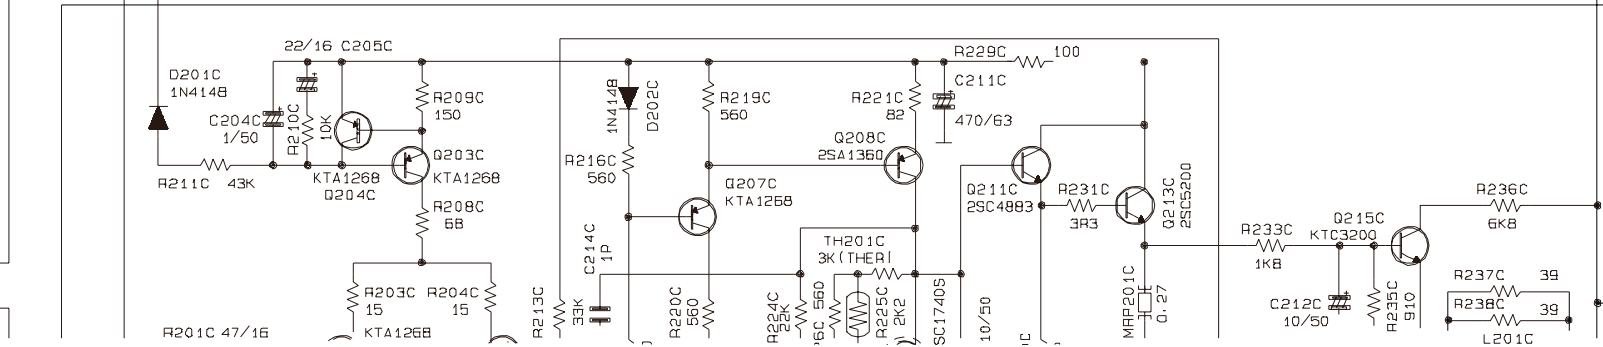 22/16 C205C
D201C
1N4148
C204C
1/50
R210C
10K
R209C
150
Q203C
KTA1268
KTA1268
Q204C
R211C 43K
R208C
68
R203C
15
R204C
15
R201C 47/16
KTA1268
1N4148
D202C
R216C
560
R219C
560
Q207C
KTA1268
C214C
1P
R213C
33K
R220C
560
R221C
82
Q208C
2SA1360
R229C 100
C211C
470/63
TH201C
3K(THER)
R224C
22K
6C 560
R225C
2K2
SC1740S
10/50
Q211C
2SC4883
R231C
3R3
Q213C
2SC5200
MRP201C
0.27
R233C
1K8
Q215C
KTC3200
C212C
10/50
R235C
910
R236C
6K8
R237C 39
R238C 39
L201C